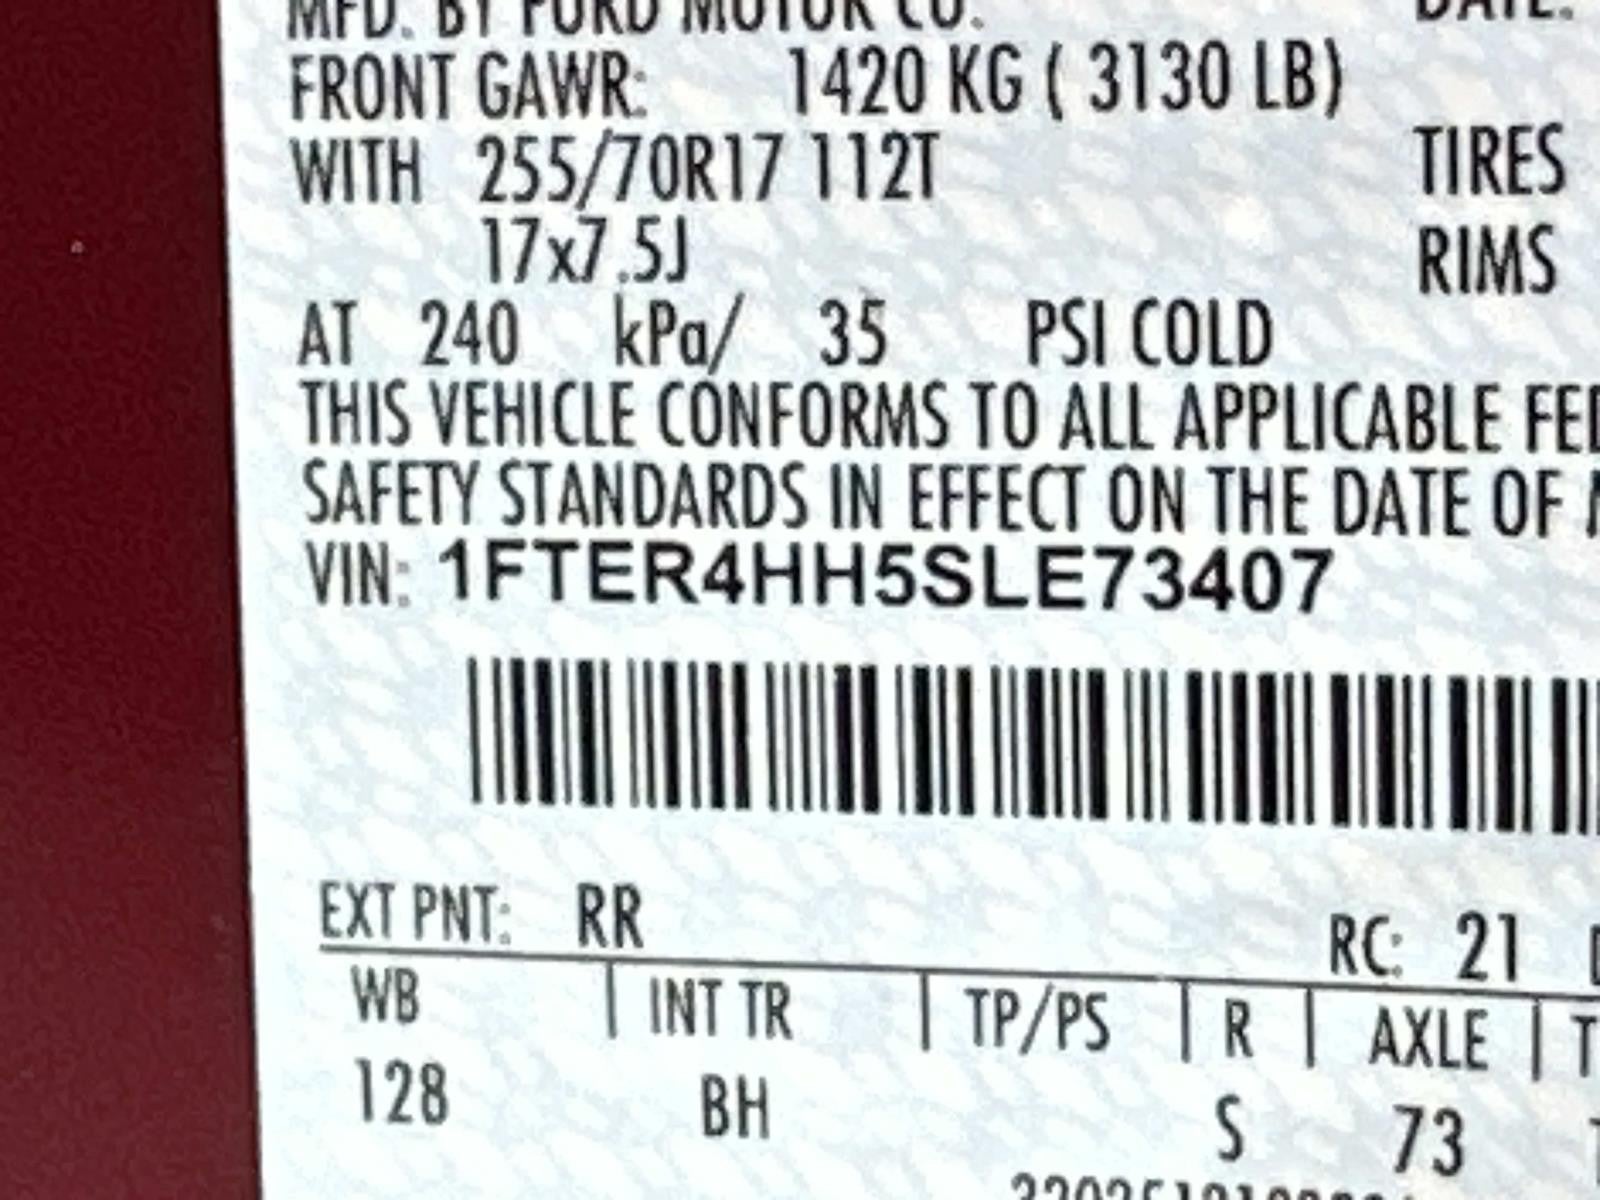 MFD. BY FORD MOTOR CO. DATE:
FRONT GAWR: 1420 KG ( 3130 LB)
WITH 255/70R17 112T TIRES
17x7.5J RIMS
AT 240 kPa/ 35 PSI COLD
THIS VEHICLE CONFORMS TO ALL APPLICABLE FED
SAFETY STANDARDS IN EFFECT ON THE DATE OF
VIN: 1FTER4HH5SLE73407
EXT PNT: RR RC: 21
WB | INT TR | TP/PS | R | AXLE | T
128 BH S 73